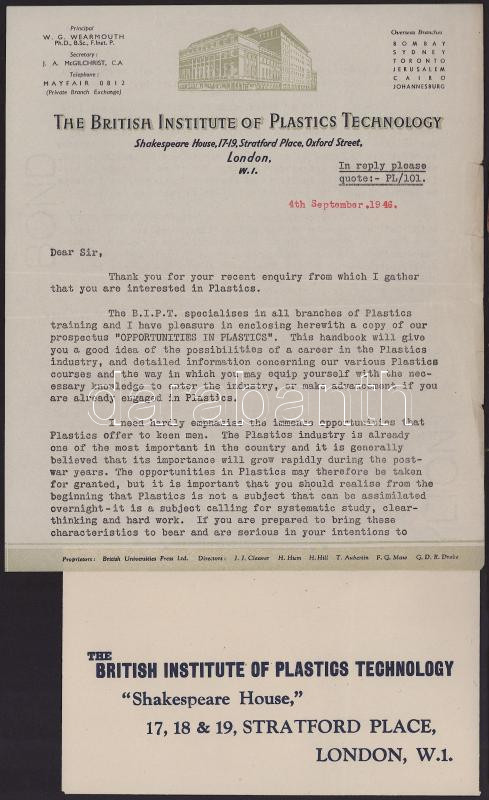 Principal
W. G. WEARMOUTH
Ph.D., B.Sc., F.Inst. P.
Secretary:
J. A. McGILCHRIST, C.A
Telephone:
MAYFAIR 0812
(Private Branch Exchange)
Overseas Branches
BOMBAY
SYDNEY
TORONTO
JERUSALEM
CAIRO
JOHANNESBURG
THE BRITISH INSTITUTE OF PLASTICS TECHNOLOGY
Shakespeare House, 17-19, Stratford Place, Oxford Street,
London,
W.1.
In reply please
quote:- PL/101.
4th September.1946.
Dear Sir,
Thank you for your recent enquiry from which I gather
that you are interested in Plastics.
The B.I.P.T. specialises in all branches of Plastics
training and I have pleasure in enclosing herewith a copy of our
prospectus "OPPORTUNITIES IN PLASTICS". This handbook will give
you a good idea of the possibilities of a career in the Plastics
industry, and detailed information concerning our various Plastics
courses and the way in which you may equip yourself with the nec-
essary knowledge to enter the industry, or make advancement if you
are already engaged in Plastics.
darabanth
I need hardly emphasise the immense opportunities that
Plastics offer to keen men. The Plastics industry is already
one of the most important in the country and it is generally
believed that its importance will grow rapidly during the post-
war years. The opportunities in Plastics may therefore be taken
for granted, but it is important that you should realise from the
beginning that Plastics is not a subject that can be assimilated
overnight-it is a subject calling for systematic study, clear-
thinking and hard work. If you are prepared to bring these
characteristics to bear and are serious in your intentions to
Proprietors: British Universities Press Ltd. Directors: J. J. Cleaver H. Hum H. Hill T. Aubertin F. G. Maw G. D. R. Drake
THE
BRITISH INSTITUTE OF PLASTICS TECHNOLOGY
"Shakespeare House,"
17, 18 & 19, STRATFORD PLACE,
LONDON, W.1.